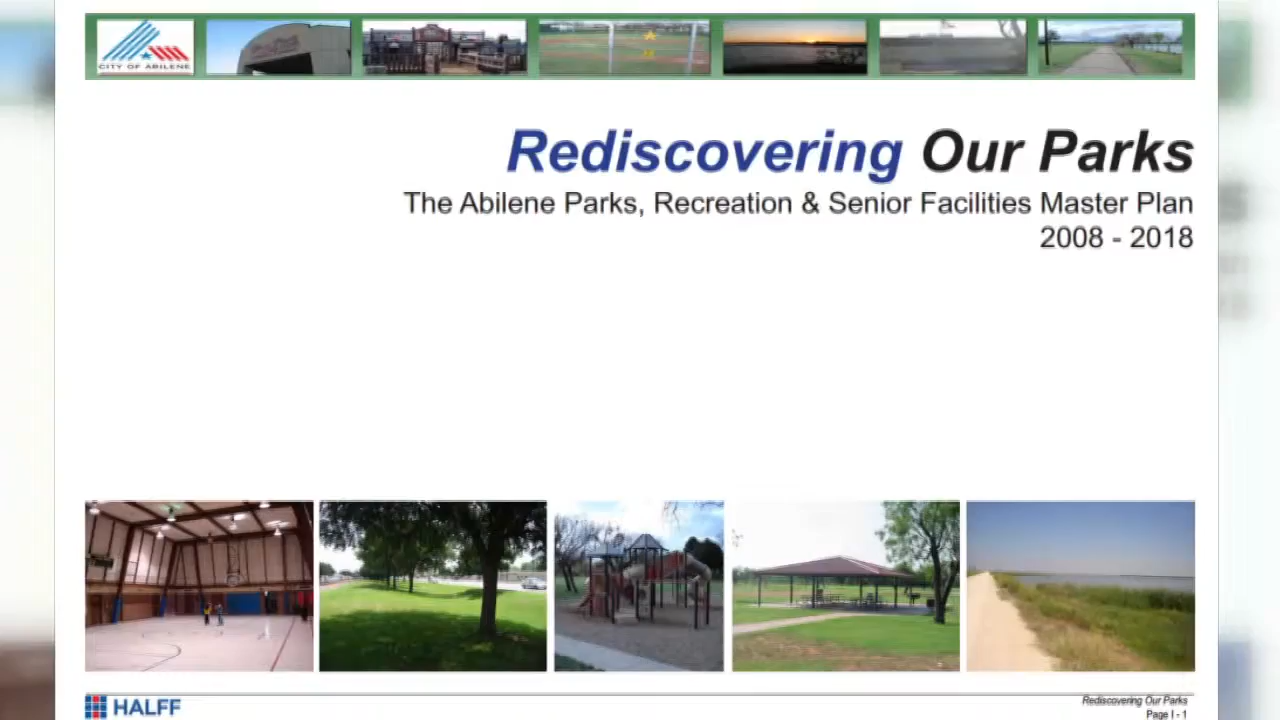 CITY OF ABILENE
Rediscovering Our Parks
The Abilene Parks, Recreation & Senior Facilities Master Plan
2008 - 2018
HALFF
Rediscovering Our Parks
Page I - 1